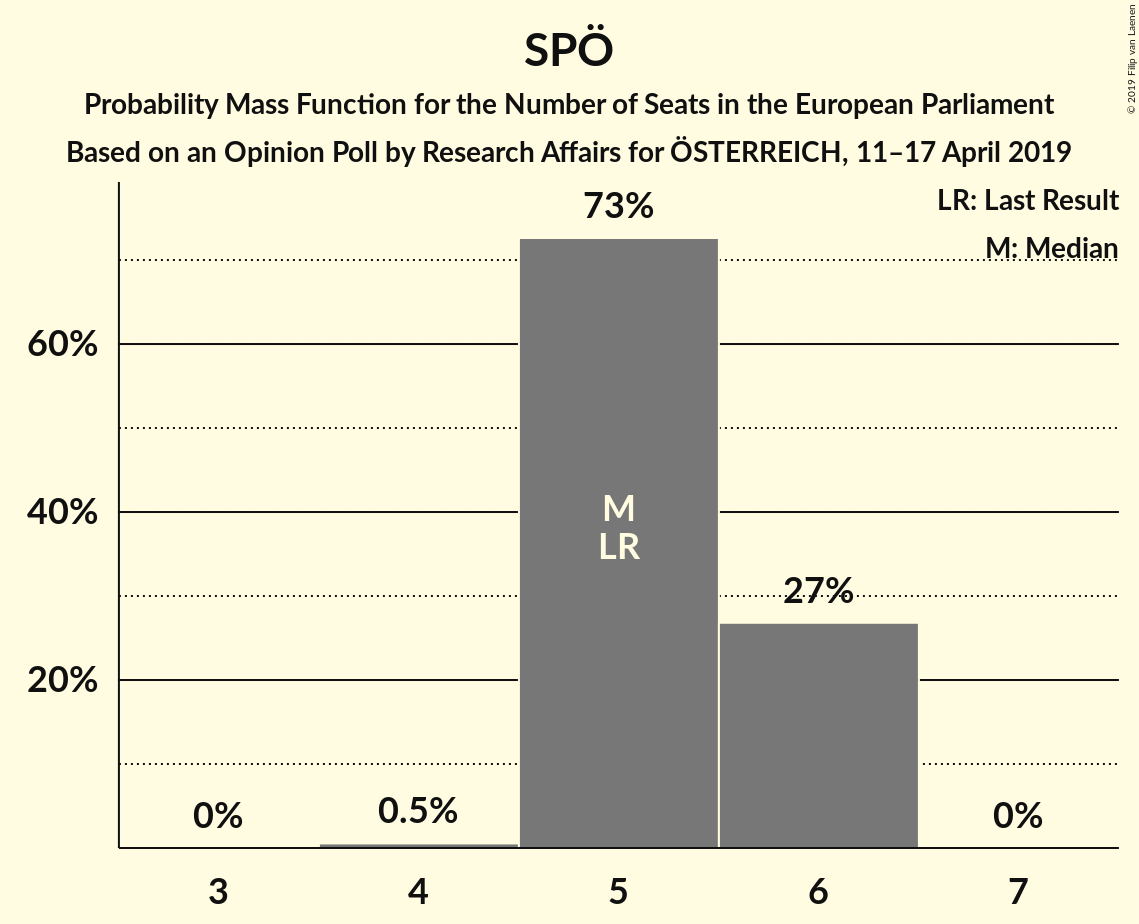 SPÖ
Probability Mass Function for the Number of Seats in the European Parliament
Based on an Opinion Poll by Research Affairs for ÖSTERREICH, 11–17 April 2019
© 2019 Filip van Laenen
LR: Last Result
M: Median
73%
60%
40%
M
LR
27%
20%
0%
0.5%
0%
3
4
5
6
7